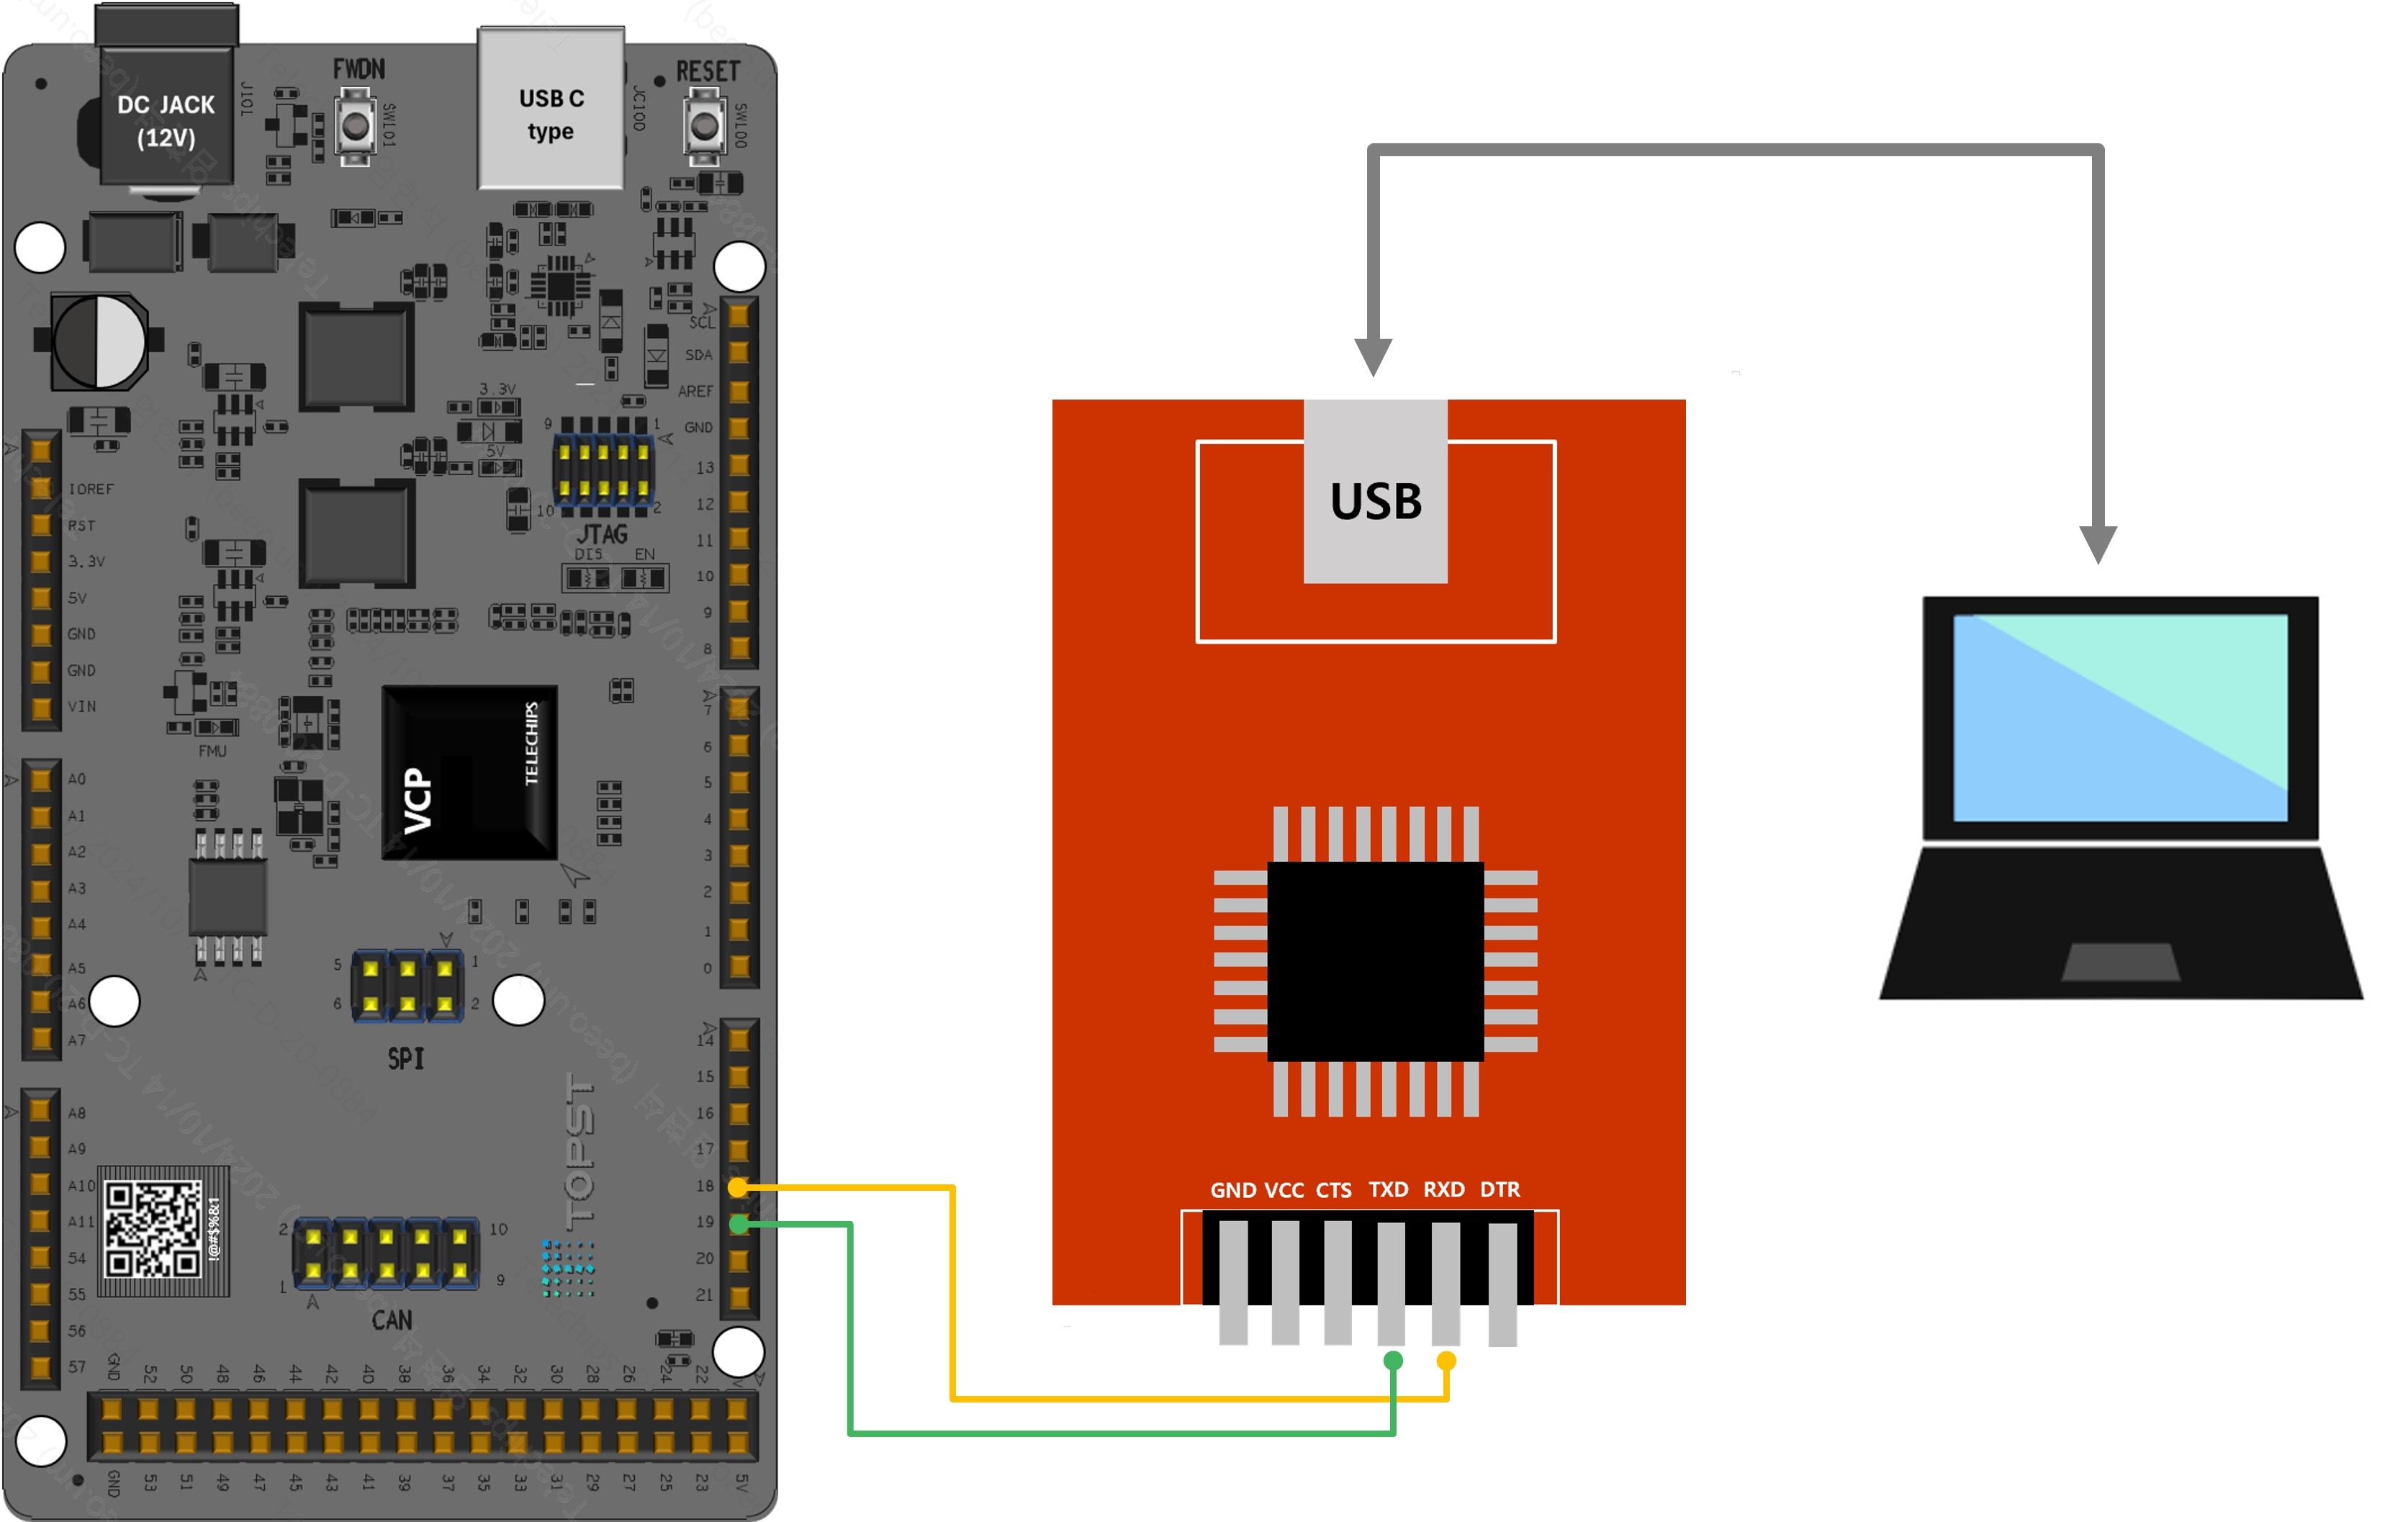 DC JACK
(12V)
J101
FWDN
SW101
USB C
type
JC100
RESET
SW100
SCL
SDA
AREF
GND
13
12
11
10
9
8
7
6
5
4
3
2
1
0
14
15
16
17
18
19
20
21
IOREF
RST
3.3V
5V
GND
GND
VIN
A0
A1
A2
A3
A4
A5
A6
A7
A8
A9
A10
A11
54
55
56
57
3.3V
5V
9
1
10
2
JTAG
DIS
EN
FMU
VCP
TELECHIPS
5
1
6
2
SPI
TOPST
!@#$%&1
2
10
1
9
CAN
GND 52 50 48 46 44 42 40 38 36 34 32 30 28 26 24 22
GND 53 51 49 47 45 43 41 39 37 35 33 31 29 27 25 23 5V
USB
GND VCC CTS TXD RXD DTR